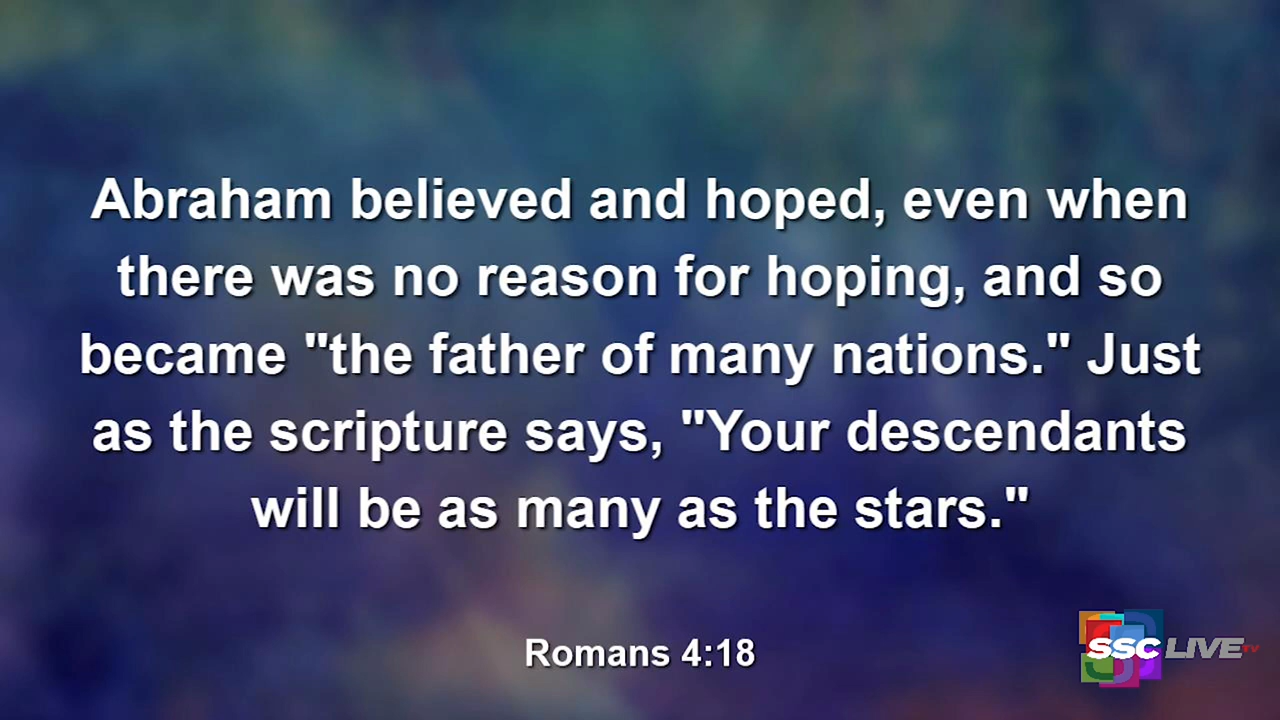 Abraham believed and hoped, even when
there was no reason for hoping, and so
became "the father of many nations." Just
as the scripture says, "Your descendants
will be as many as the stars."
Romans 4:18
SSC LIVE TV